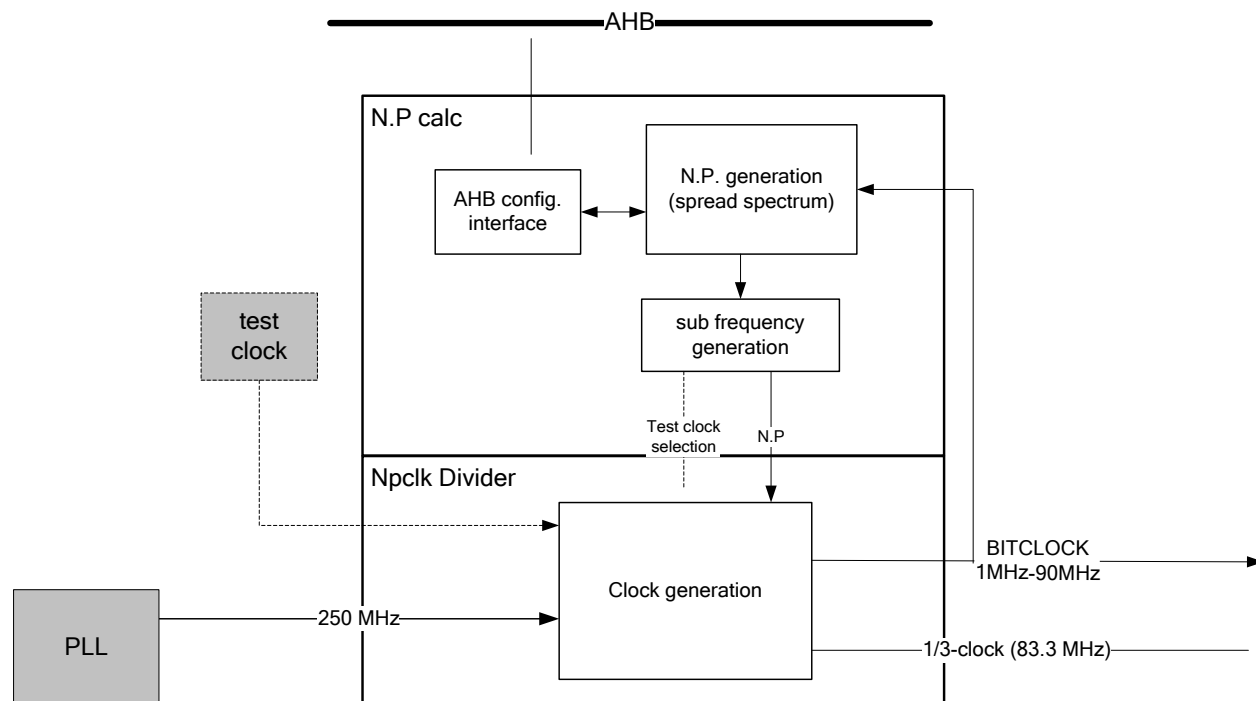 AHB
N.P calc
N.P. generation
(spread spectrum)
AHB config.
interface
test
clock
sub frequency
generation
Test clock
selection
N.P
Npclk Divider
BITCLOCK
1MHz-90MHz
Clock generation
250 MHz
PLL
1/3-clock (83.3 MHz)